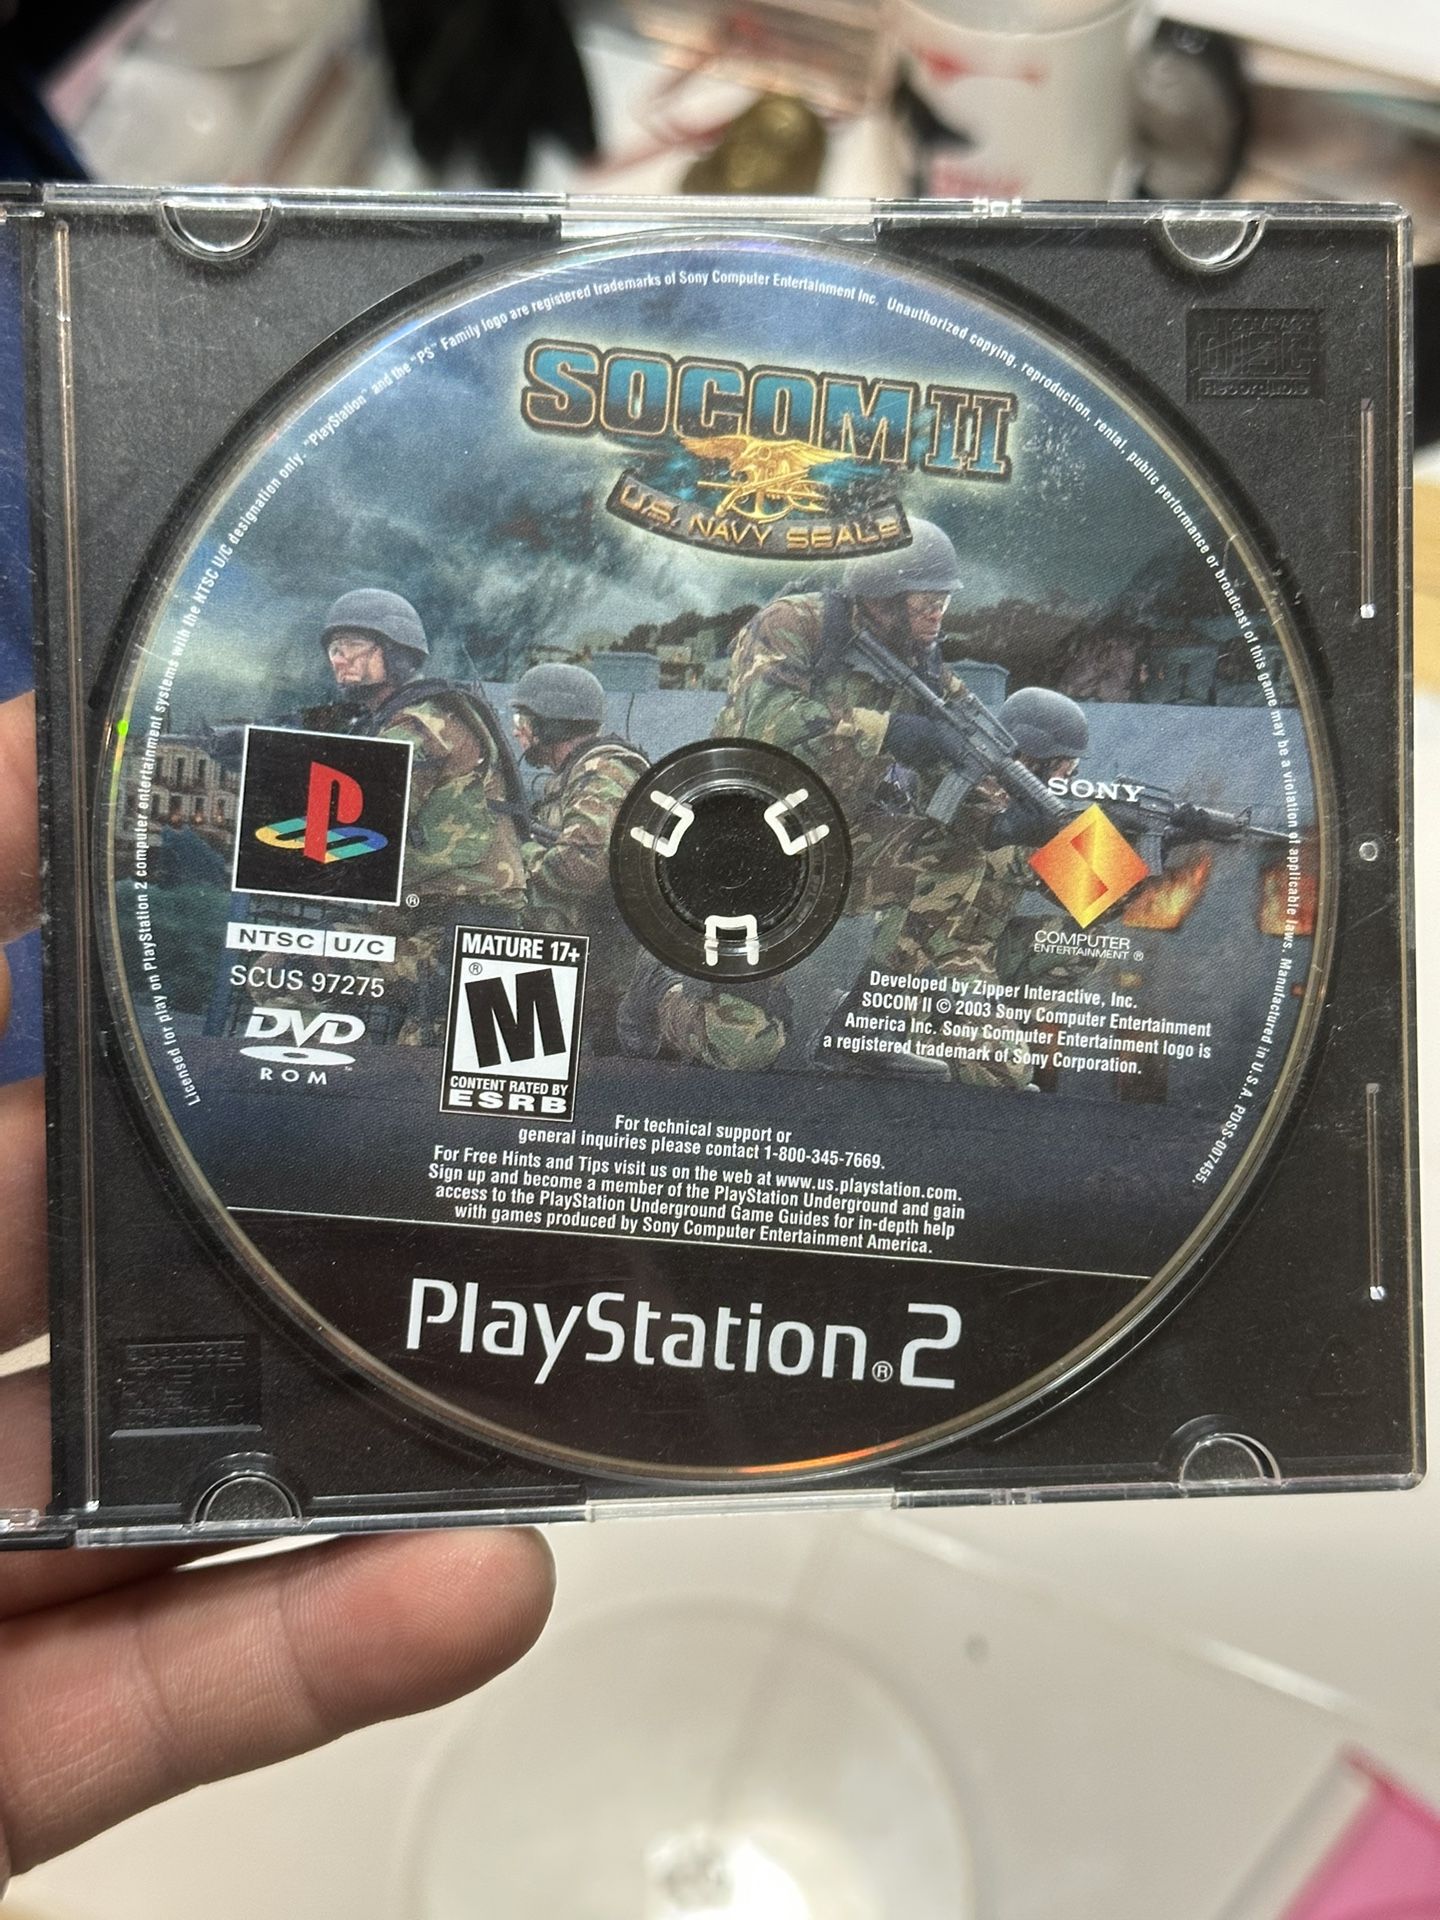 Licensed for play on PlayStation 2 computer entertainment systems with the NTSC U/C designation only - "PlayStation" and the "PS" Family logo are registered trademarks of Sony Computer Entertainment Inc. Unauthorized copying, reproduction, rental, public performance or broadcast of this game may be a violation of applicable laws. Manufactured in U.S.A. PDSS-007455.
SOCOM II
U.S. NAVY SEALs
COMPACT
disc
Recordable
SONY
COMPUTER
ENTERTAINMENT ®
®
NTSC U/C
SCUS 97275
DVD
ROM ™
MATURE 17+
® M
CONTENT RATED BY
ESRB
Developed by Zipper Interactive, Inc.
SOCOM II © 2003 Sony Computer Entertainment
America Inc. Sony Computer Entertainment logo is
a registered trademark of Sony Corporation.
For technical support or
general inquiries please contact 1-800-345-7669.
For Free Hints and Tips visit us on the web at www.us.playstation.com.
Sign up and become a member of the PlayStation Underground and gain
access to the PlayStation Underground Game Guides for in-depth help
with games produced by Sony Computer Entertainment America.
PlayStation®2